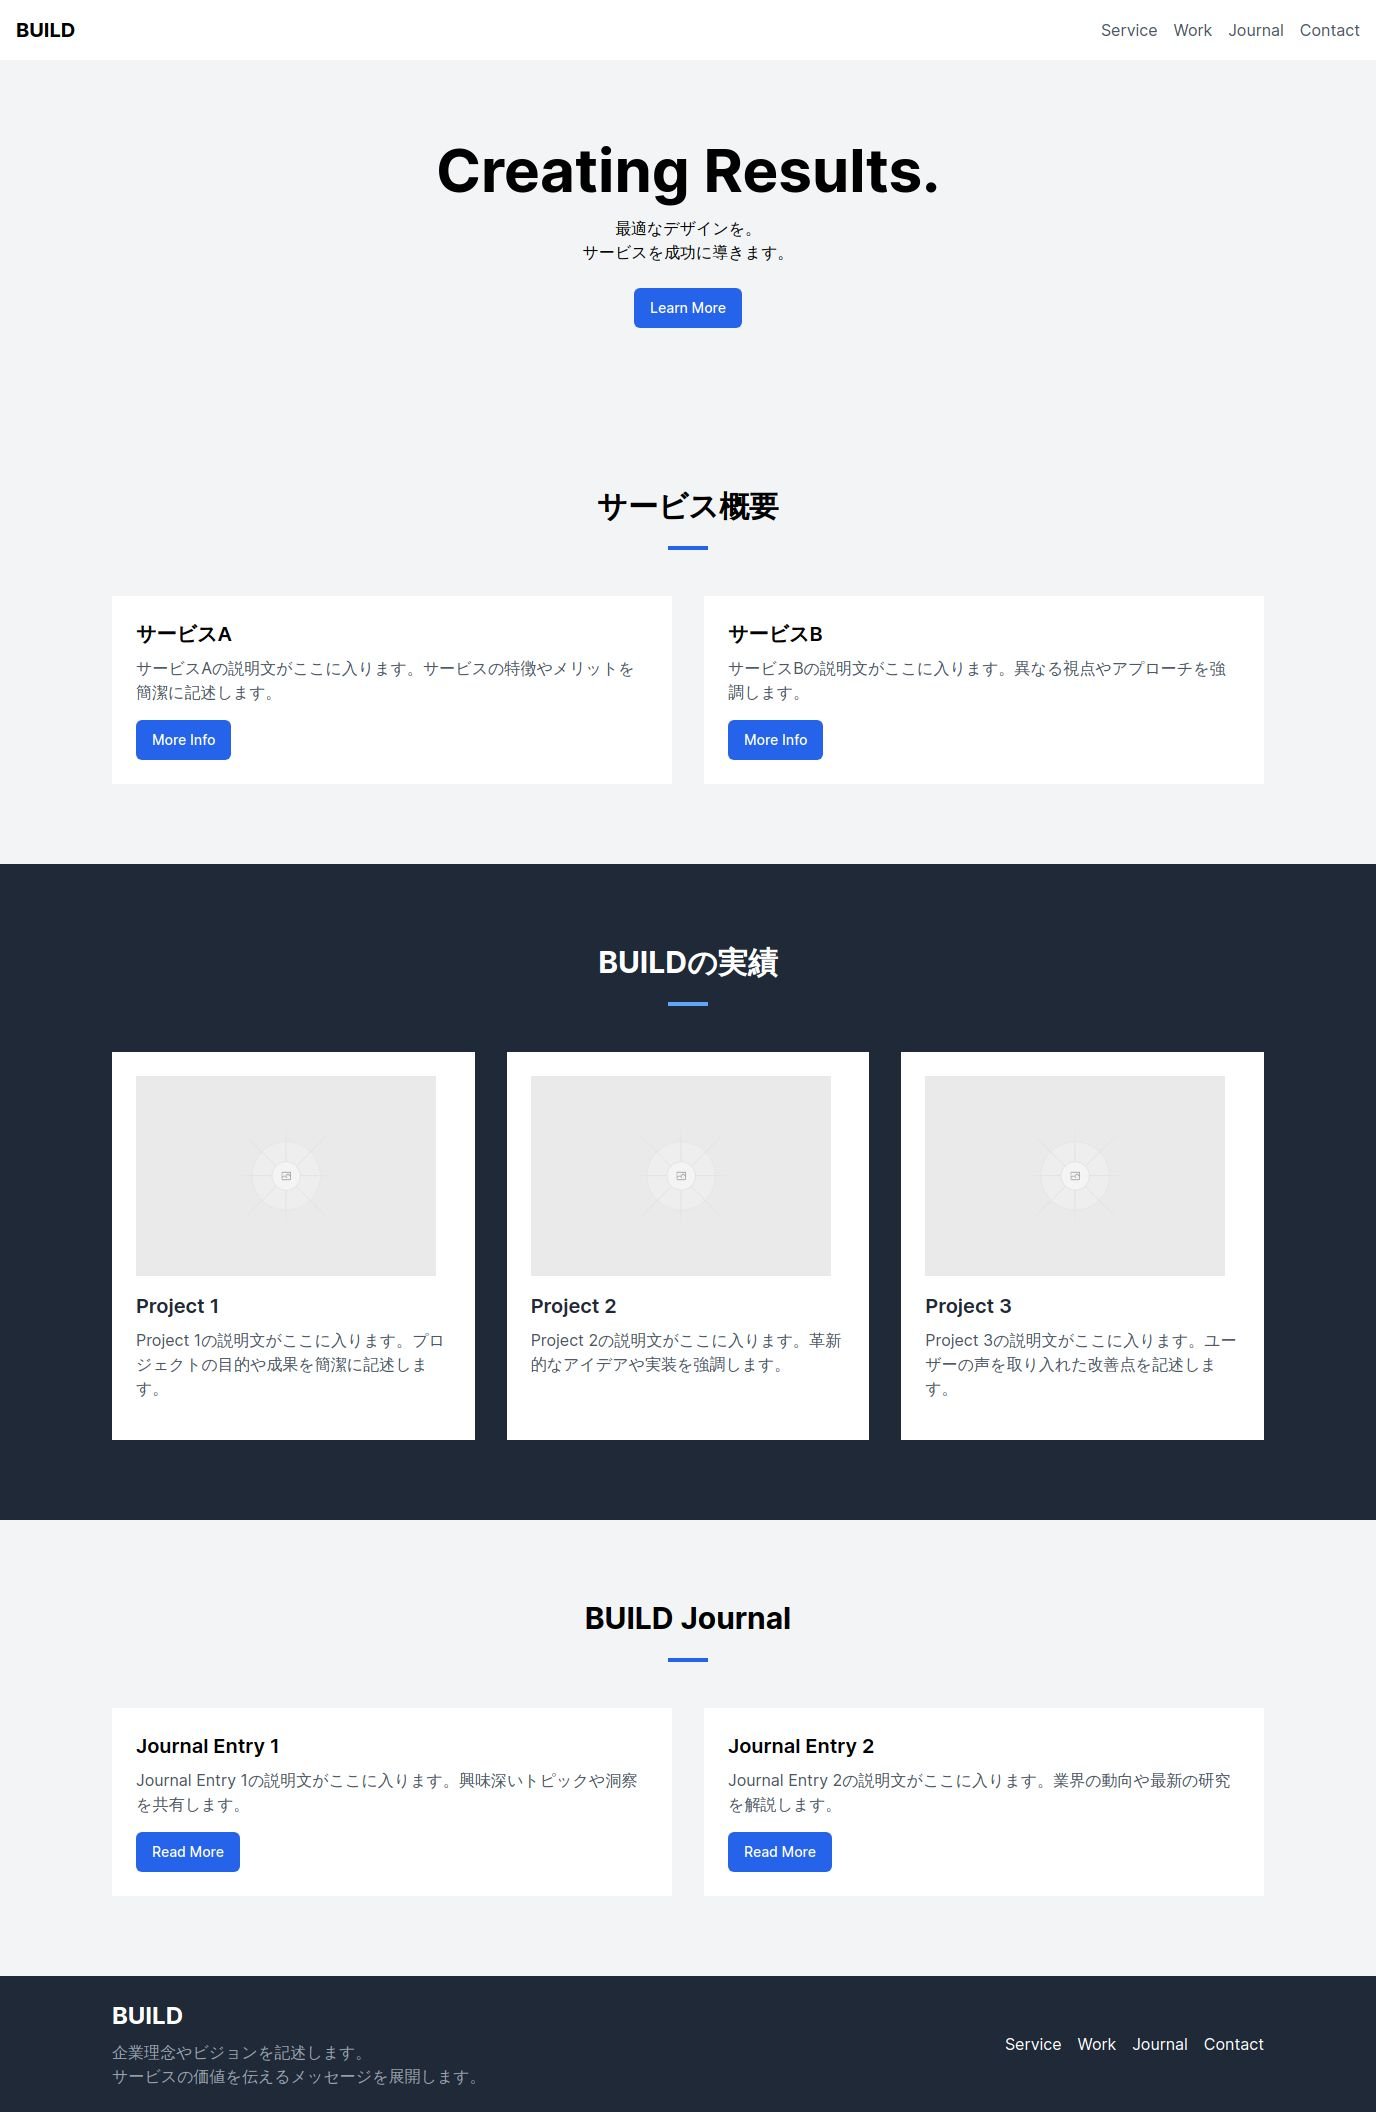 BUILD
Service Work Journal Contact
Creating Results.
最適なデザインを。
サービスを成功に導きます。
Learn More
サービス概要
サービスA
サービスAの説明文がここに入ります。サービスの特徴やメリットを
簡潔に記述します。
More Info
サービスB
サービスBの説明文がここに入ります。異なる視点やアプローチを強
調します。
More Info
BUILDの実績
Project 1
Project 1の説明文がここに入ります。プロ
ジェクトの目的や成果を簡潔に記述しま
す。
Project 2
Project 2の説明文がここに入ります。革新
的なアイデアや実装を強調します。
Project 3
Project 3の説明文がここに入ります。ユー
ザーの声を取り入れた改善点を記述しま
す。
BUILD Journal
Journal Entry 1
Journal Entry 1の説明文がここに入ります。興味深いトピックや洞察
を共有します。
Read More
Journal Entry 2
Journal Entry 2の説明文がここに入ります。業界の動向や最新の研究
を解説します。
Read More
BUILD
企業理念やビジョンを記述します。
サービスの価値を伝えるメッセージを展開します。
Service Work Journal Contact